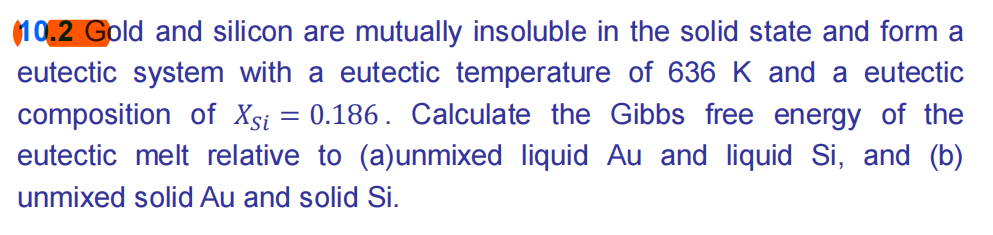 10.2 Gold and silicon are mutually insoluble in the solid state and form a
eutectic system with a eutectic temperature of 636 K and a eutectic
composition of X_Si = 0.186. Calculate the Gibbs free energy of the
eutectic melt relative to (a)unmixed liquid Au and liquid Si, and (b)
unmixed solid Au and solid Si.